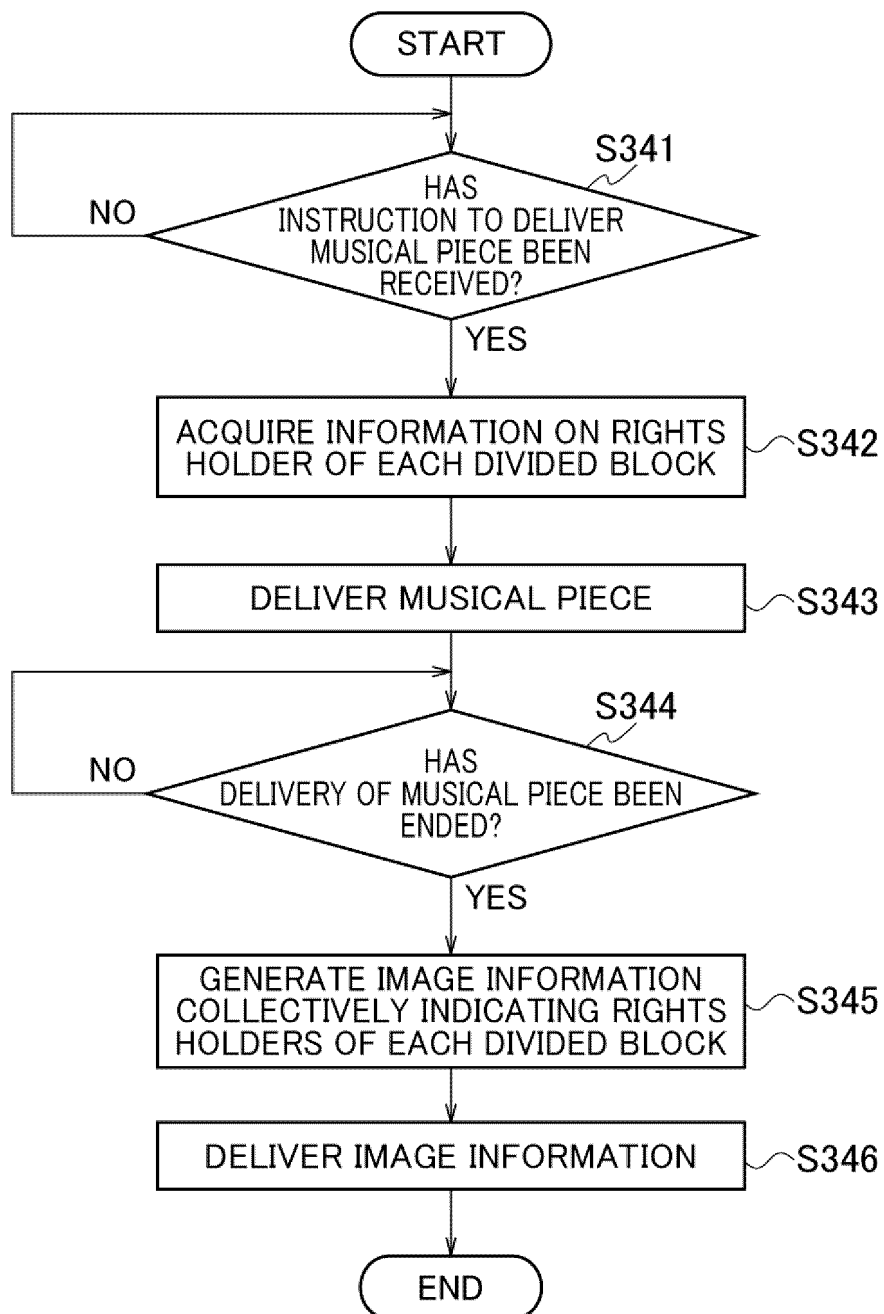 START
S341
HAS
INSTRUCTION TO DELIVER
MUSICAL PIECE BEEN
RECEIVED?
NO
YES
ACQUIRE INFORMATION ON RIGHTS
HOLDER OF EACH DIVIDED BLOCK
S342
DELIVER MUSICAL PIECE
S343
S344
HAS
DELIVERY OF MUSICAL PIECE BEEN
ENDED?
NO
YES
GENERATE IMAGE INFORMATION
COLLECTIVELY INDICATING RIGHTS
HOLDERS OF EACH DIVIDED BLOCK
S345
DELIVER IMAGE INFORMATION
S346
END